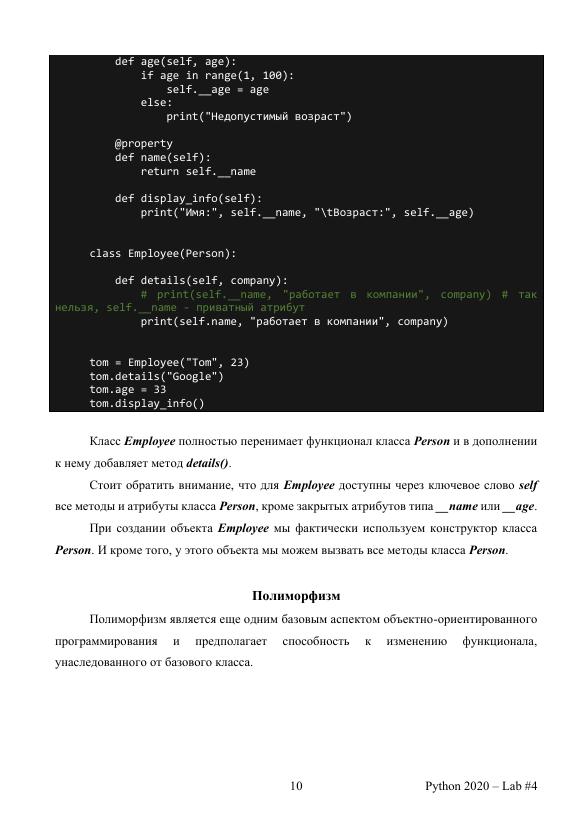 def age(self, age):
if age in range(1, 100):
self.__age = age
else:
print("Недопустимый возраст")
@property
def name(self):
return self.__name
def display_info(self):
print("Имя:", self.__name, "\tВозраст:", self.__age)
class Employee(Person):
def details(self, company):
# print(self.__name, "работает в компании", company) # так
нельзя, self.__name - приватный атрибут
print(self.name, "работает в компании", company)
tom = Employee("Tom", 23)
tom.details("Google")
tom.age = 33
tom.display_info()
Класс Employee полностью перенимает функционал класса Person и в дополнении
к нему добавляет метод details().
Стоит обратить внимание, что для Employee доступны через ключевое слово self
все методы и атрибуты класса Person, кроме закрытых атрибутов типа __name или __age.
При создании объекта Employee мы фактически используем конструктор класса
Person. И кроме того, у этого объекта мы можем вызвать все методы класса Person.
Полиморфизм
Полиморфизм является еще одним базовым аспектом объектно-ориентированного
программирования и предполагает способность к изменению функционала,
унаследованного от базового класса.
10 Python 2020 – Lab #4